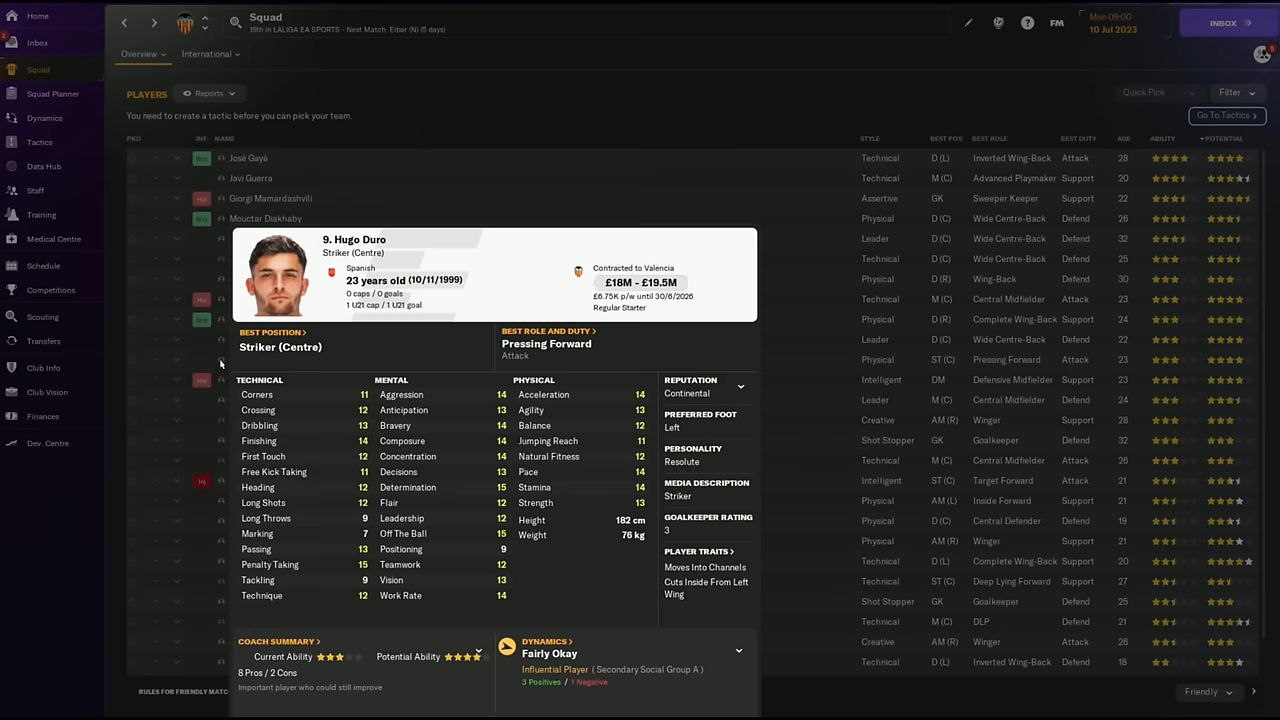 Home
2
Inbox
Squad
Squad Planner
Dynamics
Tactics
Data Hub
Staff
Training
Medical Centre
Schedule
Competitions
Scouting
Transfers
Club Info
Club Vision
Finances
Dev. Centre
Squad
19th in LALIGA EA SPORTS - Next Match: Eibar (N) (5 days)
FM
Mon 09:00
10 Jul 2023
INBOX
Overview
International
PLAYERS
Reports
Quick Pick
Filter
You need to create a tactic before you can pick your team.
Go To Tactics >
PKD INF NAME STYLE BEST POS BEST ROLE BEST DUTY AGE ABILITY POTENTIAL
José Gayà Technical D (L) Inverted Wing-Back Attack 28
Javi Guerra Technical M (C) Advanced Playmaker Support 20
Giorgi Mamardashvili Assertive GK Sweeper Keeper Support 22
Mouctar Diakhaby Physical D (C) Wide Centre-Back Defend 26
Leader D (C) Wide Centre-Back Defend 32
Technical D (C) Wide Centre-Back Defend 25
Physical D (R) Wing-Back Defend 30
Technical M (C) Central Midfielder Attack 23
Physical D (R) Complete Wing-Back Support 24
Leader D (C) Wide Centre-Back Defend 22
Physical ST (C) Pressing Forward Attack 23
Intelligent DM Defensive Midfielder Support 23
Leader M (C) Central Midfielder Defend 24
Creative AM (R) Winger Support 28
Shot Stopper GK Goalkeeper Defend 32
Technical M (C) Central Midfielder Attack 26
Inj Intelligent ST (C) Target Forward Attack 21
Physical AM (L) Inside Forward Support 21
Physical D (C) Central Defender Defend 19
Physical AM (R) Winger Support 21
Technical D (L) Complete Wing-Back Support 20
Technical ST (C) Deep Lying Forward Support 27
Shot Stopper GK Goalkeeper Defend 25
Technical M (C) DLP Defend 21
Creative AM (R) Winger Attack 26
Technical D (L) Inverted Wing-Back Defend 18
RULES FOR FRIENDLY MATC
Friendly
9. Hugo Duro
Striker (Centre)
Spanish
23 years old (10/11/1999)
0 caps / 0 goals
1 U21 cap / 1 U21 goal
Contracted to Valencia
£18M - £19.5M
£6.75K p/w until 30/6/2026
Regular Starter
BEST POSITION >
Striker (Centre)
BEST ROLE AND DUTY >
Pressing Forward
Attack
TECHNICAL MENTAL PHYSICAL
Corners 11 Aggression 14 Acceleration 14
Crossing 12 Anticipation 13 Agility 13
Dribbling 13 Bravery 14 Balance 12
Finishing 14 Composure 14 Jumping Reach 11
First Touch 12 Concentration 14 Natural Fitness 12
Free Kick Taking 11 Decisions 13 Pace 14
Heading 12 Determination 15 Stamina 14
Long Shots 12 Flair 12 Strength 13
Long Throws 9 Leadership 12 Height 182 cm
Marking 7 Off The Ball 15 Weight 76 kg
Passing 13 Positioning 9
Penalty Taking 15 Teamwork 12
Tackling 9 Vision 13
Technique 12 Work Rate 14
REPUTATION
Continental
PREFERRED FOOT
Left
PERSONALITY
Resolute
MEDIA DESCRIPTION
Striker
GOALKEEPER RATING
3
PLAYER TRAITS >
Moves Into Channels
Cuts Inside From Left
Wing
COACH SUMMARY >
Current Ability Potential Ability
8 Pros / 2 Cons
Important player who could still improve
DYNAMICS >
Fairly Okay
Influential Player ( Secondary Social Group A )
3 Positives / 1 Negative